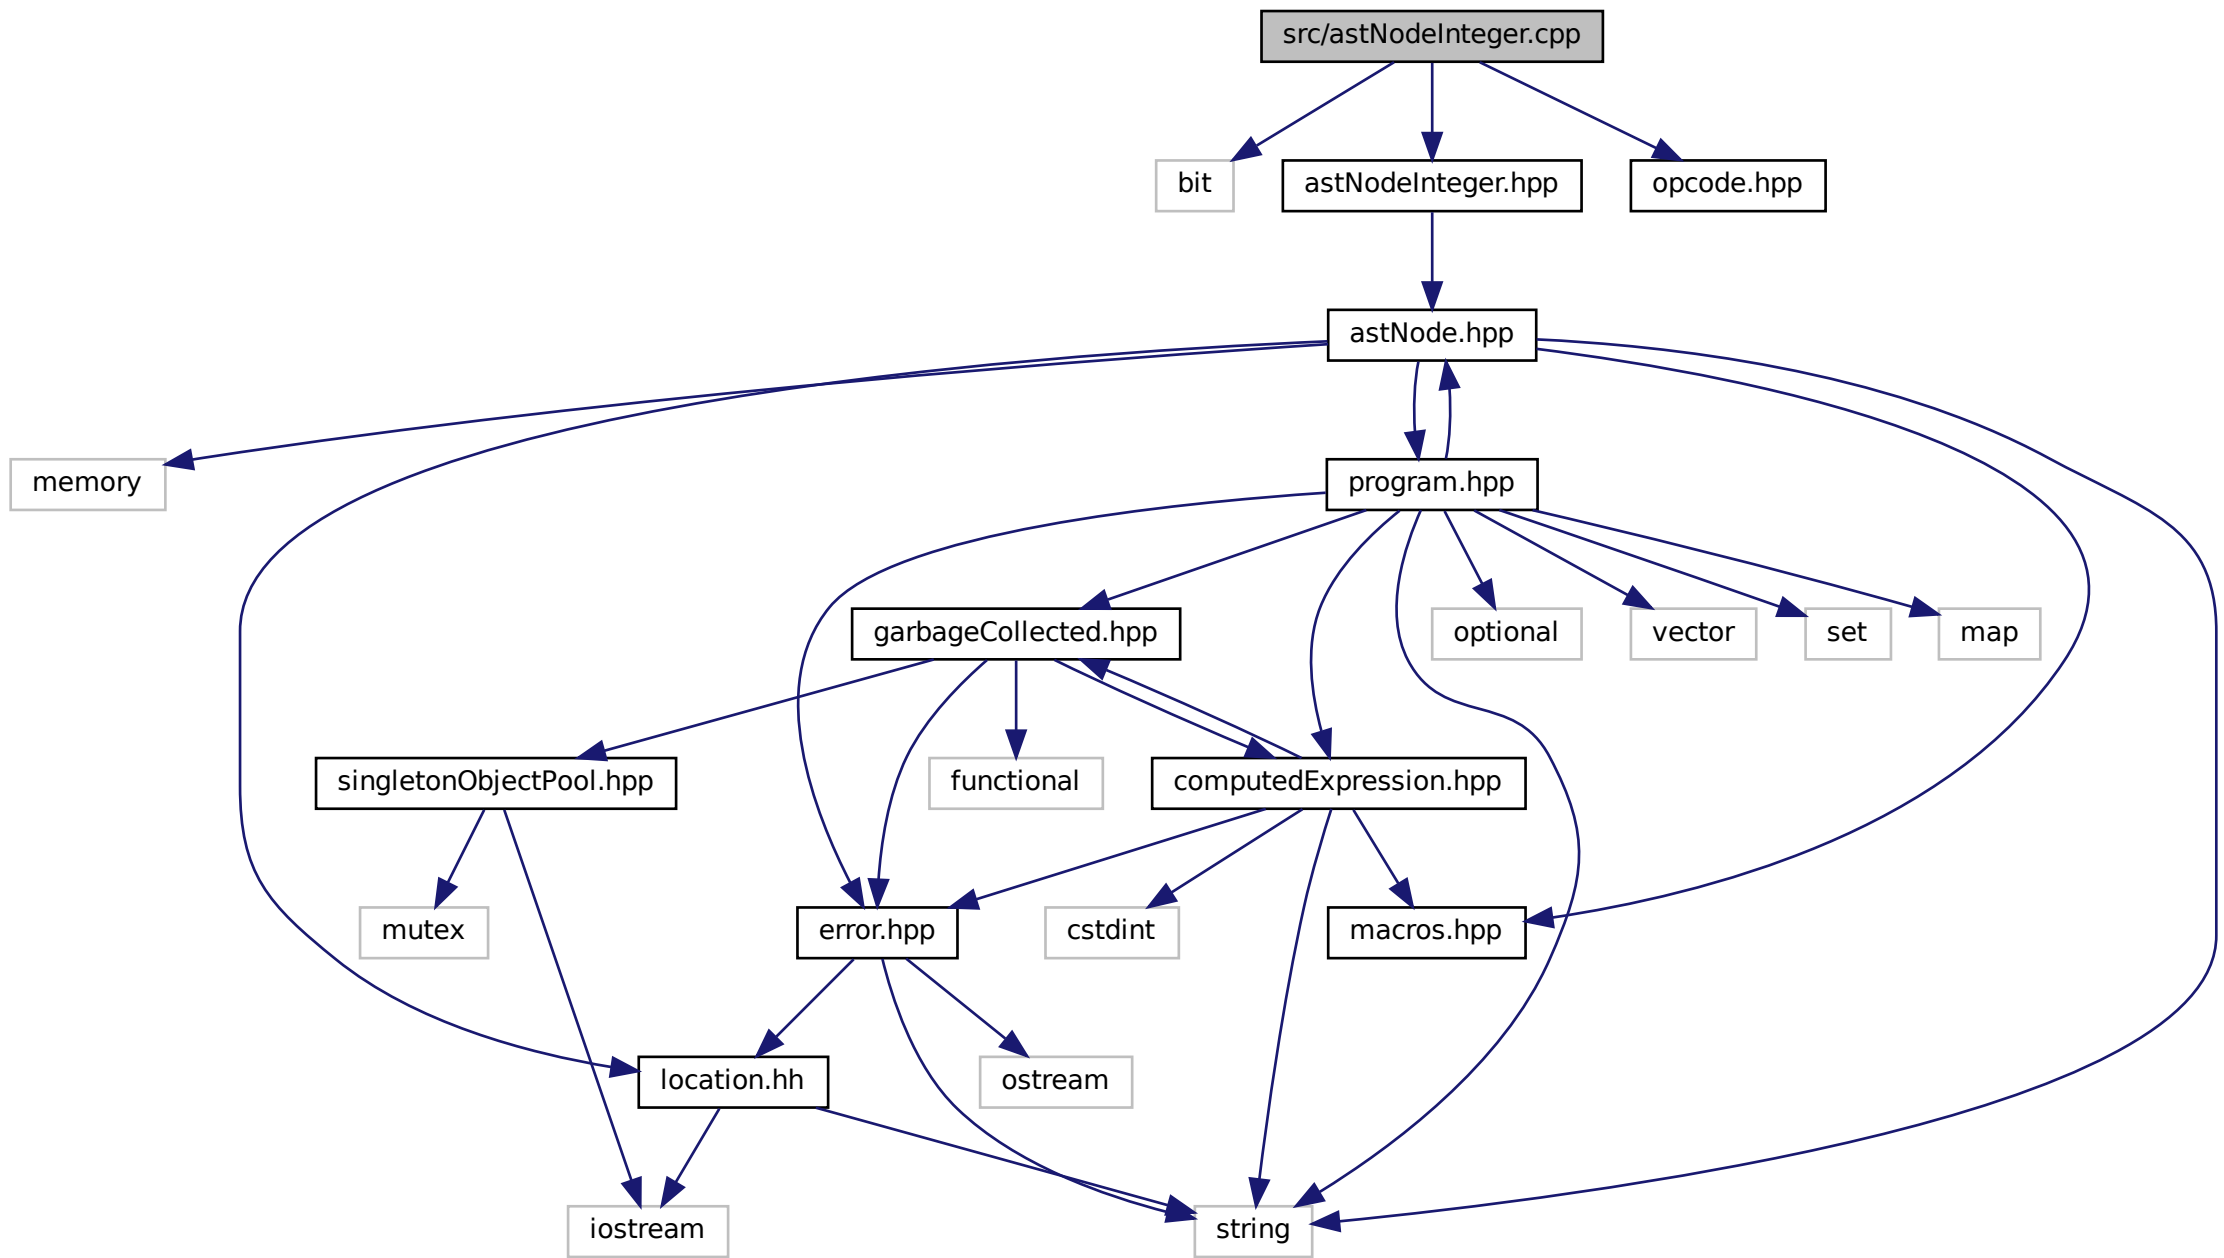 src/astNodeInteger.cpp
bit
astNodeInteger.hpp
opcode.hpp
astNode.hpp
memory
program.hpp
garbageCollected.hpp
optional
vector
set
map
singletonObjectPool.hpp
functional
computedExpression.hpp
mutex
error.hpp
cstdint
macros.hpp
location.hh
ostream
iostream
string